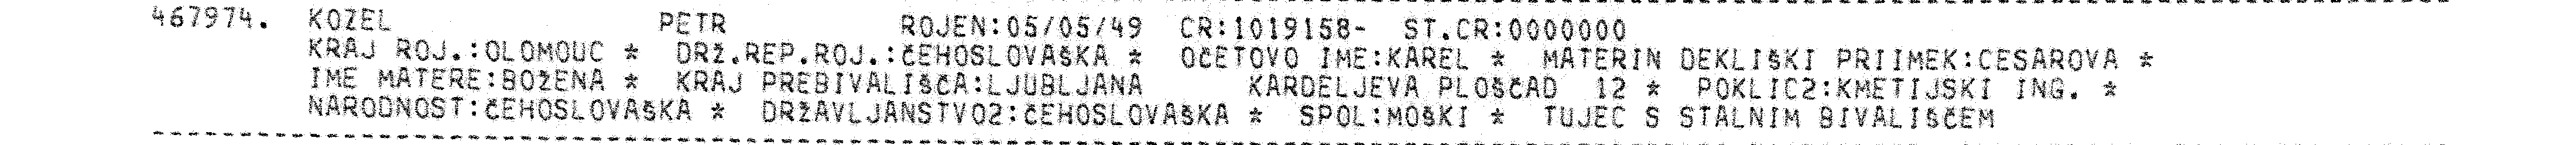 467974. KOZEL PETR ROJEN:05/05/49 CR:1019158- ST.CR:0000000
KRAJ ROJ.:OLOMOUC * DRŽ.REP.ROJ.:ČEHOSLOVAŠKA * OČETOVO IME:KAREL * MATERIN DEKLIŠKI PRIIMEK:CESAROVA *
IME MATERE:BOŽENA * KRAJ PREBIVALIŠČA:LJUBLJANA KARDELJEVA PLOŠČAD 12 * POKLIC2:KMETIJSKI ING. *
NARODNOST:ČEHOSLOVAŠKA * DRŽAVLJANSTVO2:ČEHOSLOVAŠKA * SPOL:MOŠKI * TUJEC S STALNIM BIVALIŠČEM